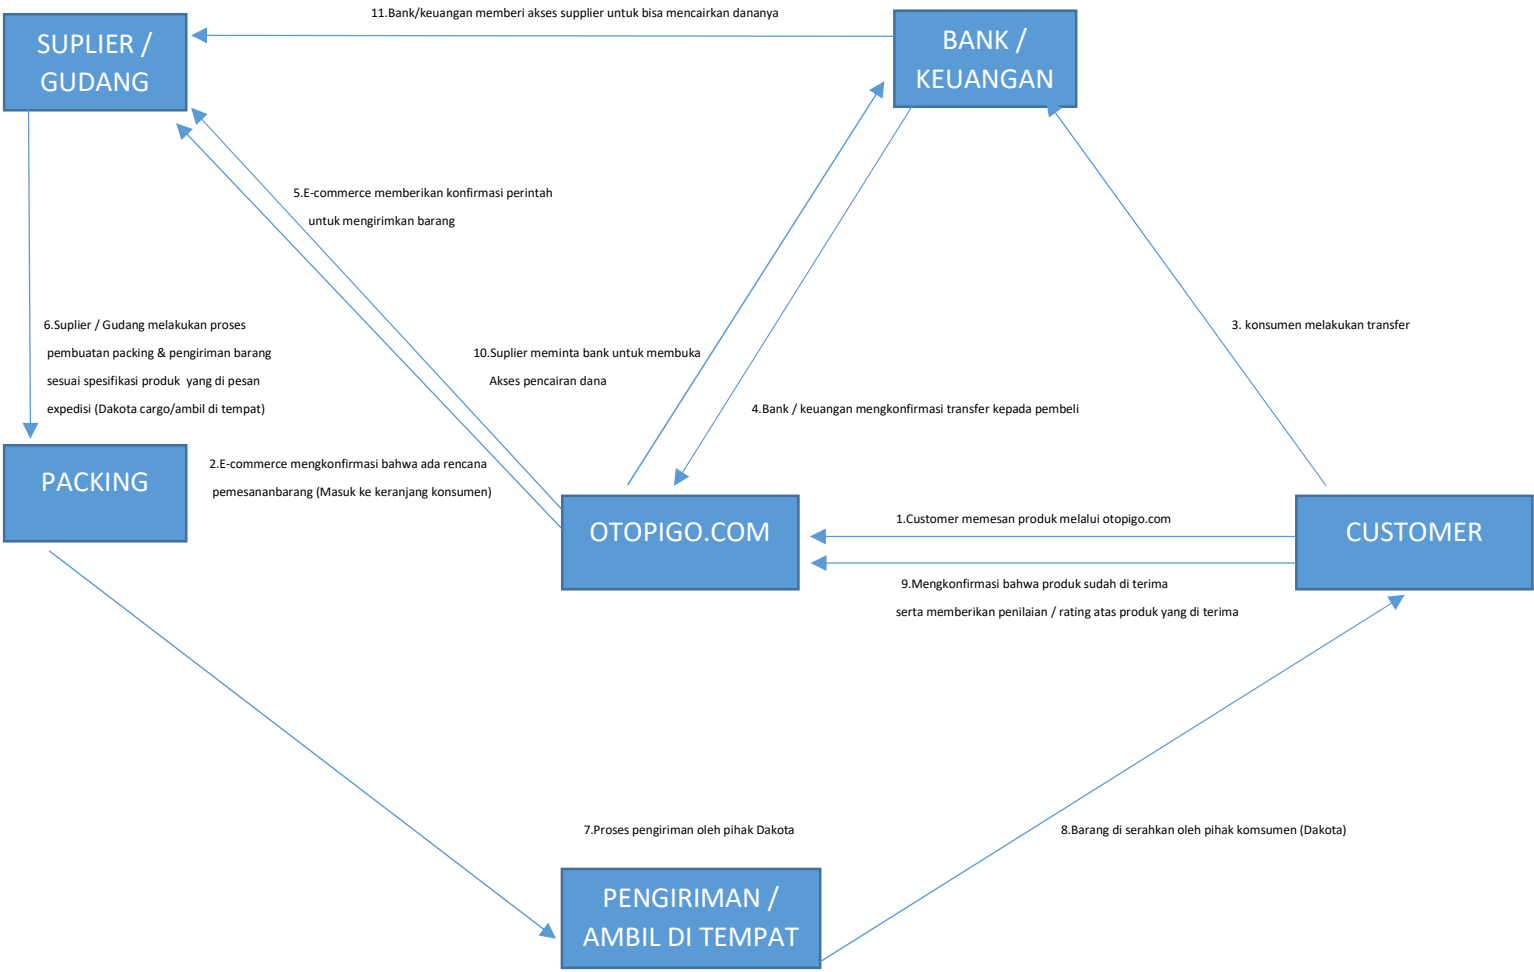 11.Bank/keuangan memberi akses supplier untuk bisa mencairkan dananya
SUPLIER /
GUDANG
BANK /
KEUANGAN
5.E-commerce memberikan konfirmasi perintah
untuk mengirimkan barang
6.Suplier / Gudang melakukan proses
pembuatan packing & pengiriman barang
sesuai spesifikasi produk  yang di pesan
expedisi (Dakota cargo/ambil di tempat)
3. konsumen melakukan transfer
10.Suplier meminta bank untuk membuka
Akses pencairan dana
4.Bank / keuangan mengkonfirmasi transfer kepada pembeli
PACKING
2.E-commerce mengkonfirmasi bahwa ada rencana
pemesananbarang (Masuk ke keranjang konsumen)
OTOPIGO.COM
1.Customer memesan produk melalui otopigo.com
CUSTOMER
9.Mengkonfirmasi bahwa produk sudah di terima
serta memberikan penilaian / rating atas produk yang di terima
7.Proses pengiriman oleh pihak Dakota
8.Barang di serahkan oleh pihak komsumen (Dakota)
PENGIRIMAN /
AMBIL DI TEMPAT